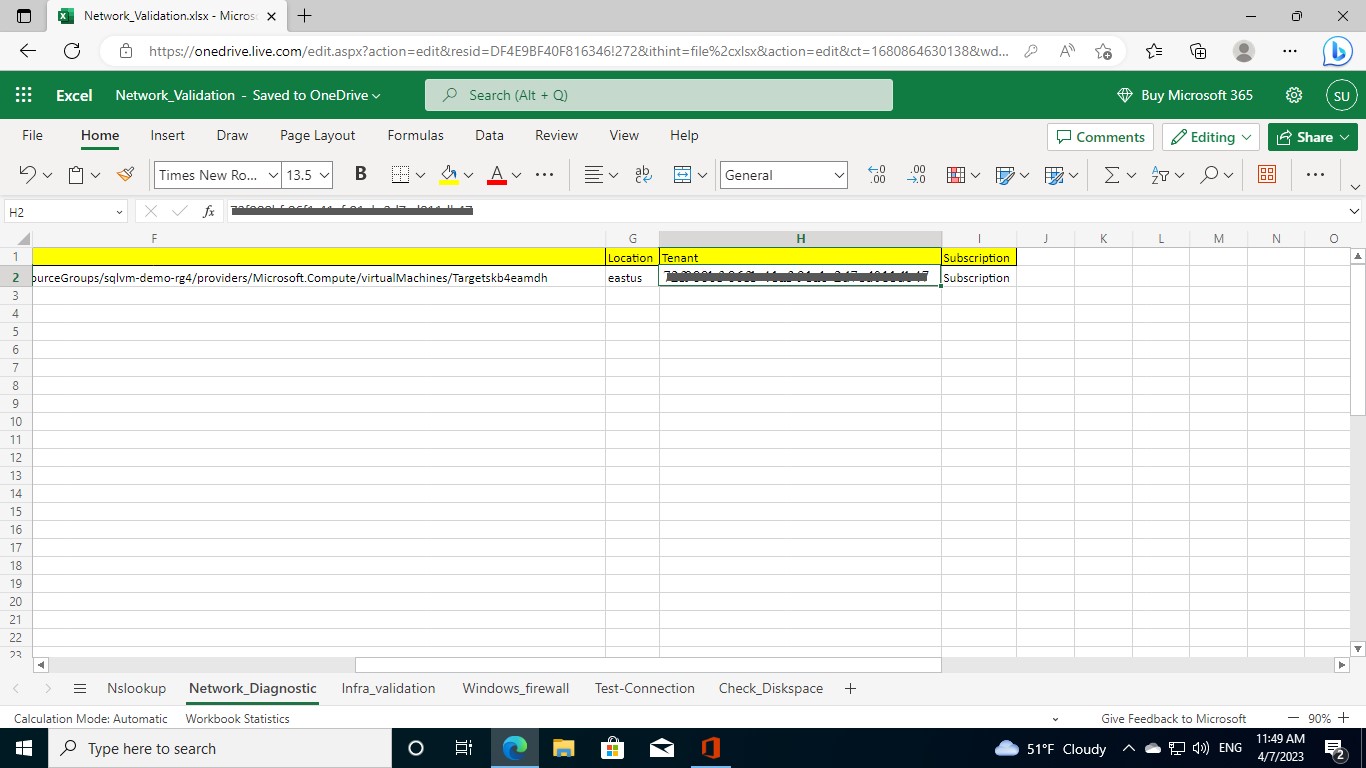 Network_Validation.xlsx - Micros
https://onedrive.live.com/edit.aspx?action=edit&resid=DF4E9BF40F816346!272&ithint=file%2cxlsx&action=edit&ct=1680864630138&wd...
Excel Network_Validation - Saved to OneDrive Search (Alt + Q) Buy Microsoft 365 SU
File Home Insert Draw Page Layout Formulas Data Review View Help Comments Editing Share
Times New Ro... 13.5 B A ab General .00 .00
H2 fx
F G H I J K L M N O
1 Location Tenant Subscription
2 ourceGroups/sqlvm-demo-rg4/providers/Microsoft.Compute/virtualMachines/Targetskb4eamdh eastus Subscription
3
4
5
6
7
8
9
10
11
12
13
14
15
16
17
18
19
20
21
22
23
Nslookup Network_Diagnostic Infra_validation Windows_firewall Test-Connection Check_Diskspace
Calculation Mode: Automatic Workbook Statistics Give Feedback to Microsoft 90%
Type here to search 51°F Cloudy ENG 11:49 AM
4/7/2023 2